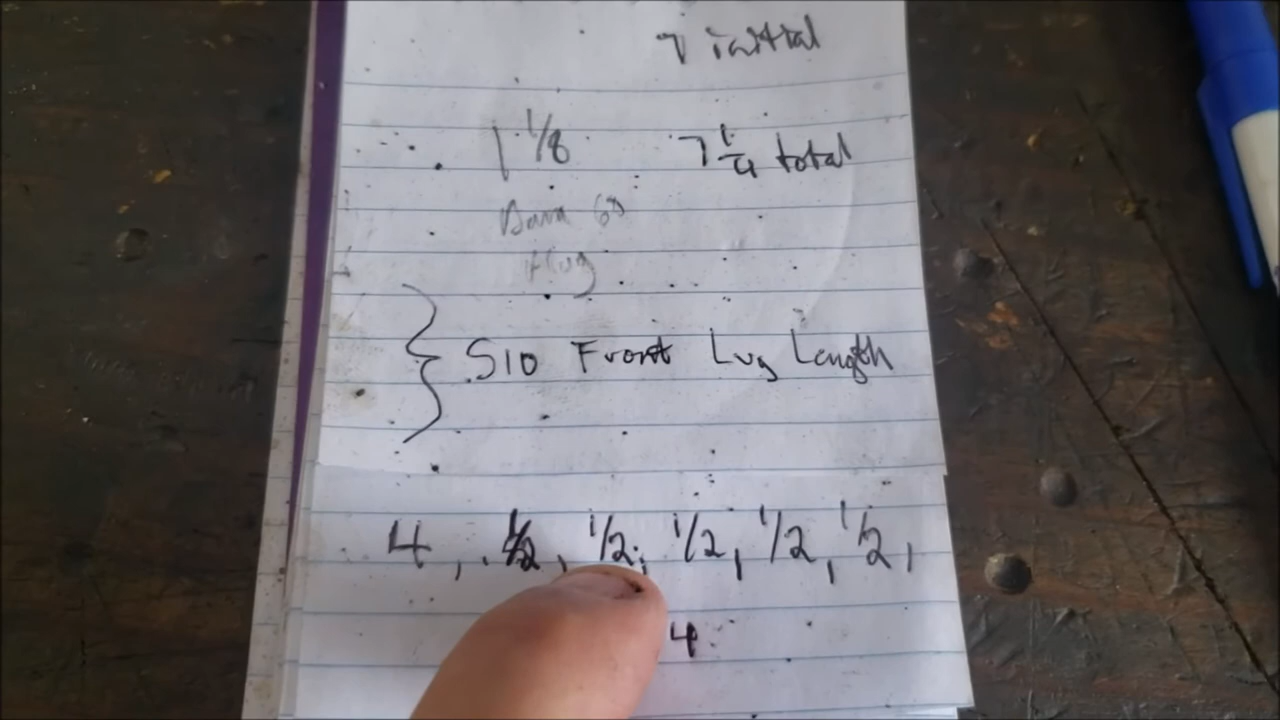 7 initial
1 1/8 7 1/4 total
S10 Front Lug Length
4, 1/2, 1/2, 1/2, 1/2, 1/2,
4